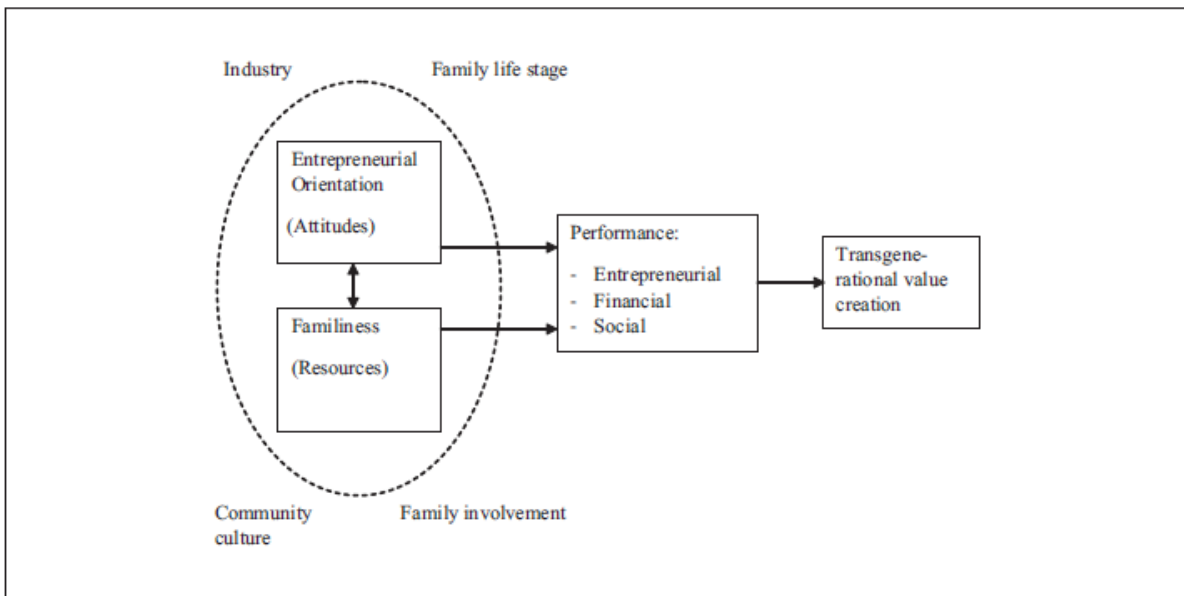 Industry
Family life stage
Entrepreneurial
Orientation
(Attitudes)
Familiness
(Resources)
Performance:
- Entrepreneurial
- Financial
- Social
Transgene-
rational value
creation
Community
culture
Family involvement